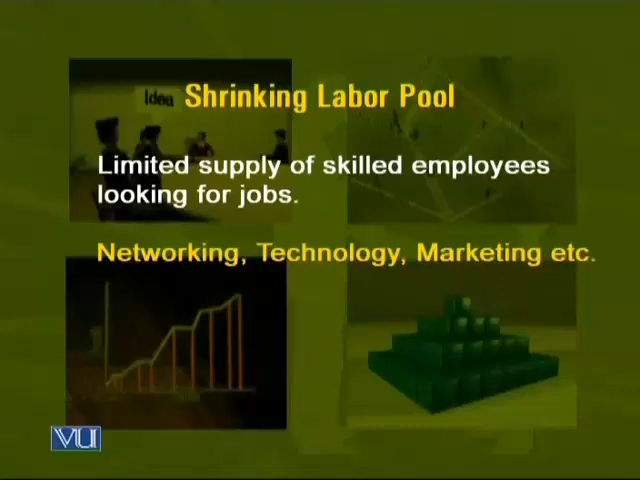 Idea
Shrinking Labor Pool
Limited supply of skilled employees
looking for jobs.
Networking, Technology, Marketing etc.
VU